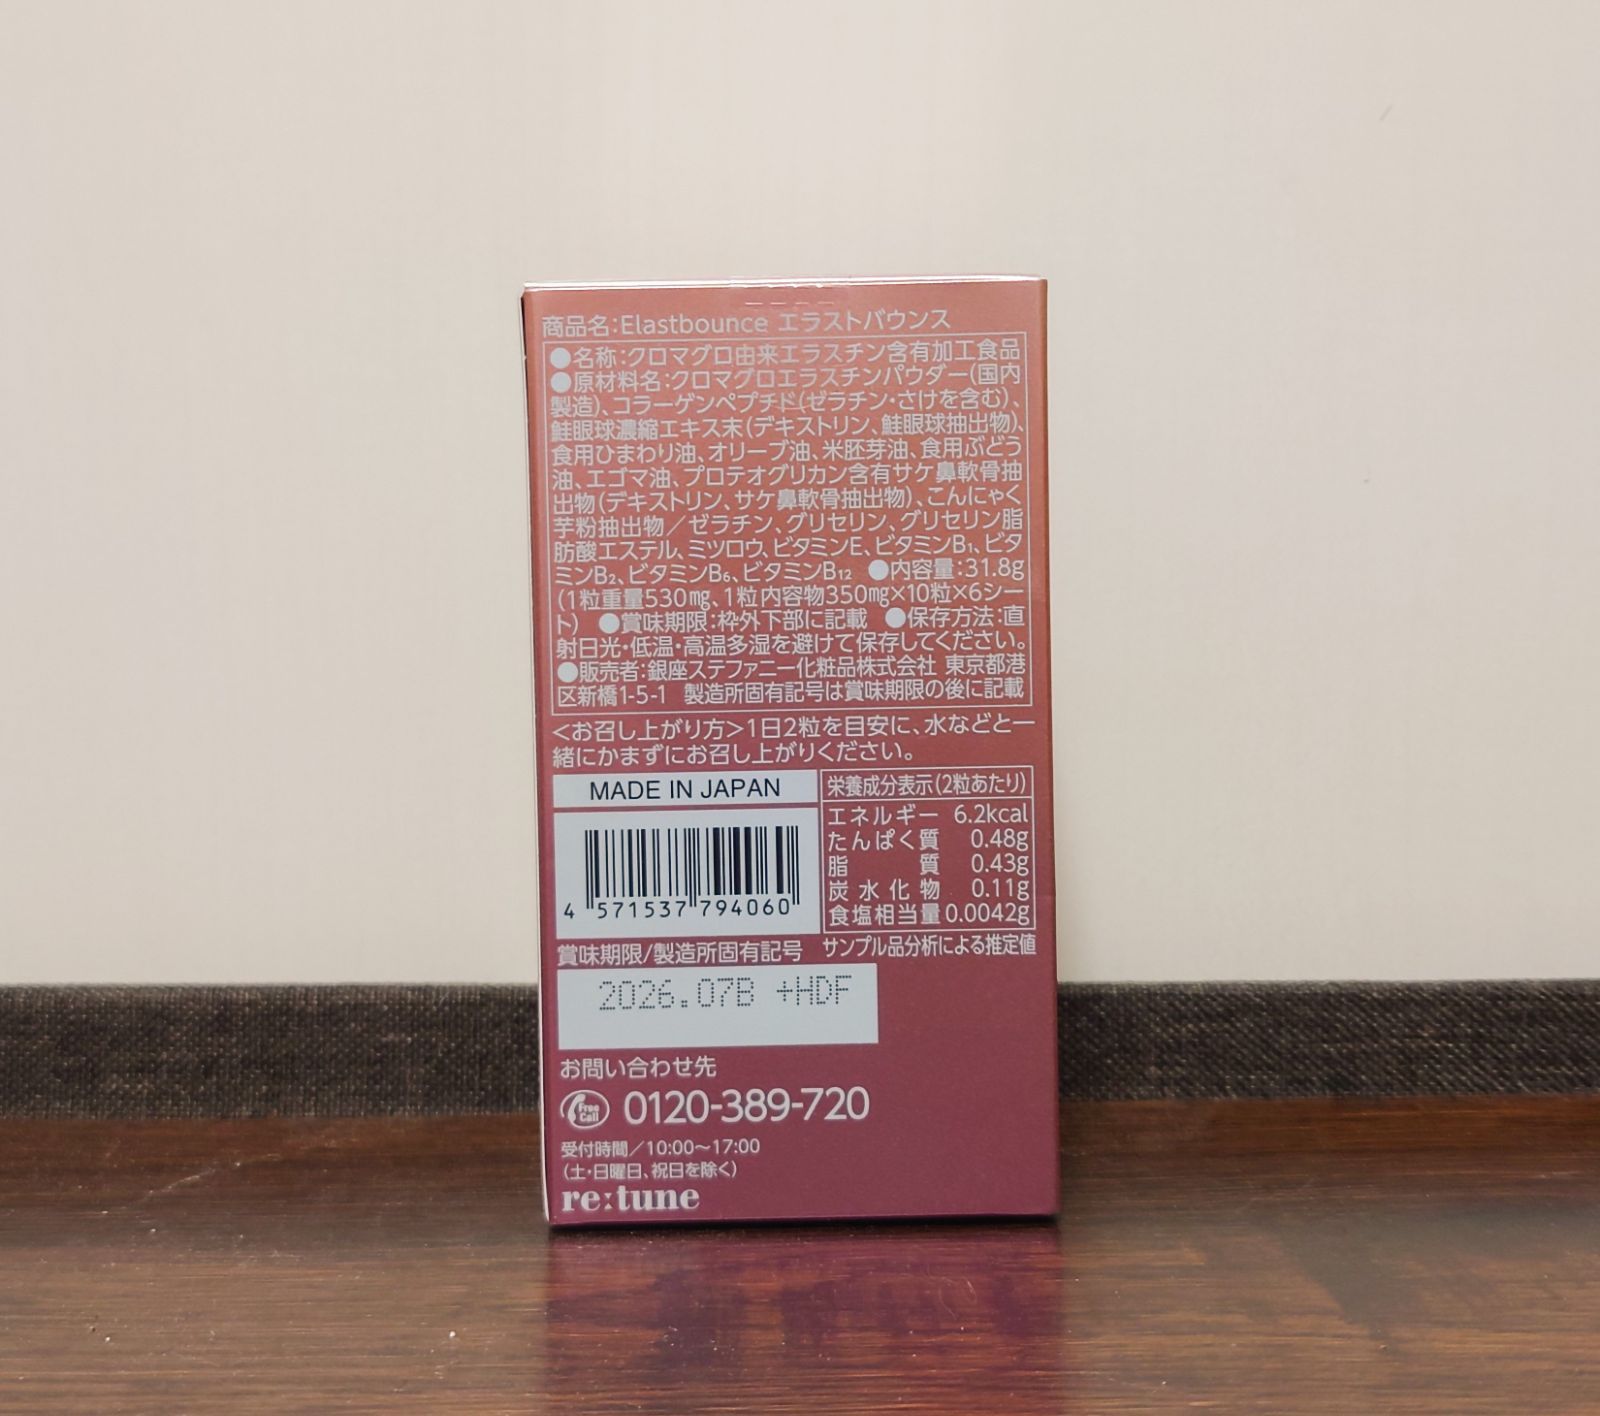 商品名:Elastbounce エラストバウンス
●名称:クロマグロ由来エラスチン含有加工食品
●原材料名:クロマグロエラスチンパウダー(国内
製造)、コラーゲンペプチド(ゼラチン・さけを含む)、
鮭眼球濃縮エキス末(デキストリン、鮭眼球抽出物)、
食用ひまわり油、オリーブ油、米胚芽油、食用ぶどう
油、エゴマ油、プロテオグリカン含有サケ鼻軟骨抽
出物(デキストリン、サケ鼻軟骨抽出物)、こんにゃく
芋粉抽出物/ゼラチン、グリセリン、グリセリン脂
肪酸エステル、ミツロウ、ビタミンE、ビタミンB₁、ビタ
ミンB₂、ビタミンB₆、ビタミンB₁₂ ●内容量:31.8g
(1粒重量530㎎、1粒内容物350㎎×10粒×6シー
ト) ●賞味期限:枠外下部に記載 ●保存方法:直
射日光・低温・高温多湿を避けて保存してください。
●販売者:銀座ステファニー化粧品株式会社 東京都港
区新橋1-5-1 製造所固有記号は賞味期限の後に記載
<お召し上がり方>1日2粒を目安に、水などと一
緒にかまずにお召し上がりください。
MADE IN JAPAN
4 571537 794060
栄養成分表示(2粒あたり)
エネルギー 6.2kcal
たんぱく質 0.48g
脂質 0.43g
炭水化物 0.11g
食塩相当量 0.0042g
サンプル品分析による推定値
賞味期限/製造所固有記号
2026.07B +HDF
お問い合わせ先
Free Call 0120-389-720
受付時間/10:00～17:00
(土・日曜日、祝日を除く)
re:tune